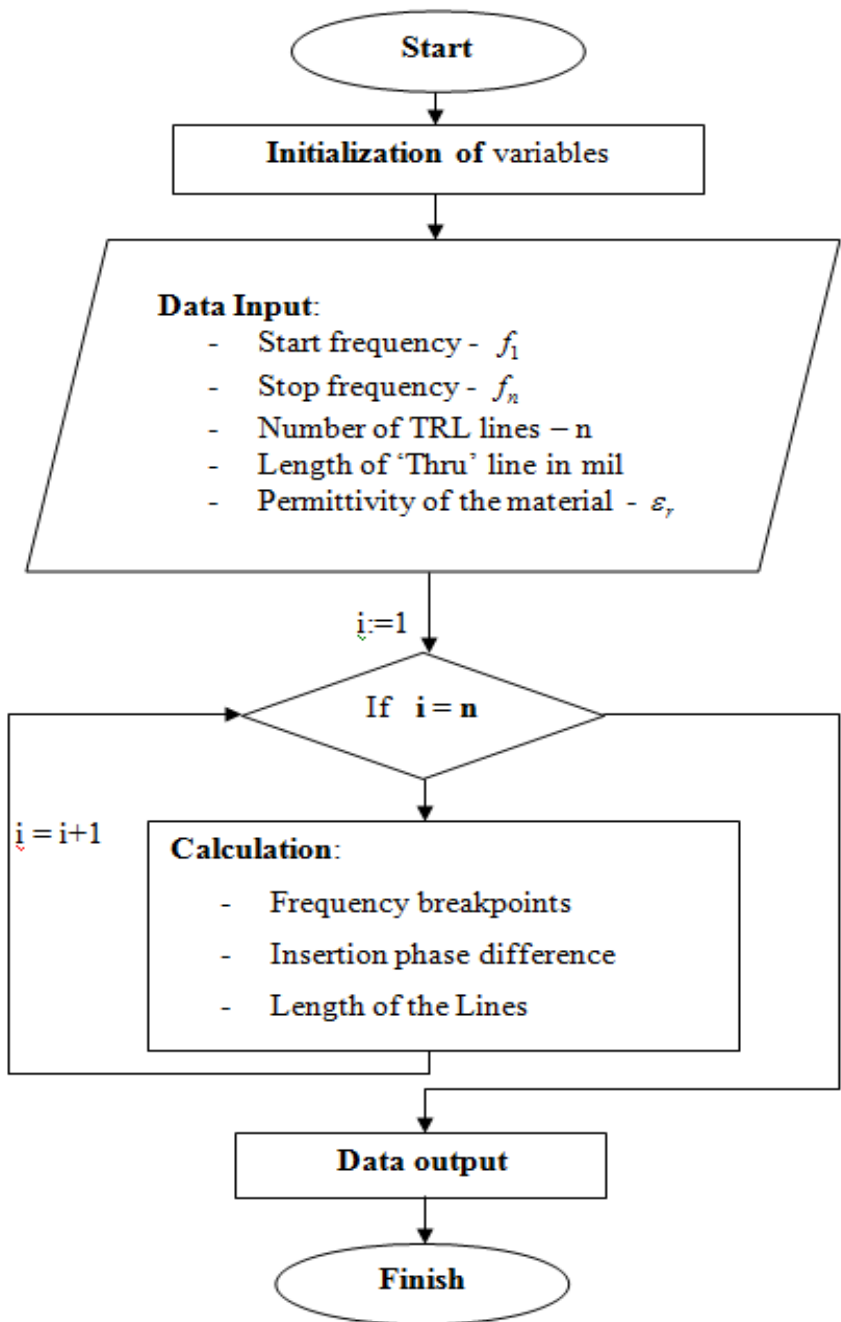 Start
Initialization of variables
Data Input:
- Start frequency - f₁
- Stop frequency - fₙ
- Number of TRL lines – n
- Length of ‘Thru’ line in mil
- Permittivity of the material - εᵣ
i:=1
If i = n
i = i+1
Calculation:
- Frequency breakpoints
- Insertion phase difference
- Length of the Lines
Data output
Finish